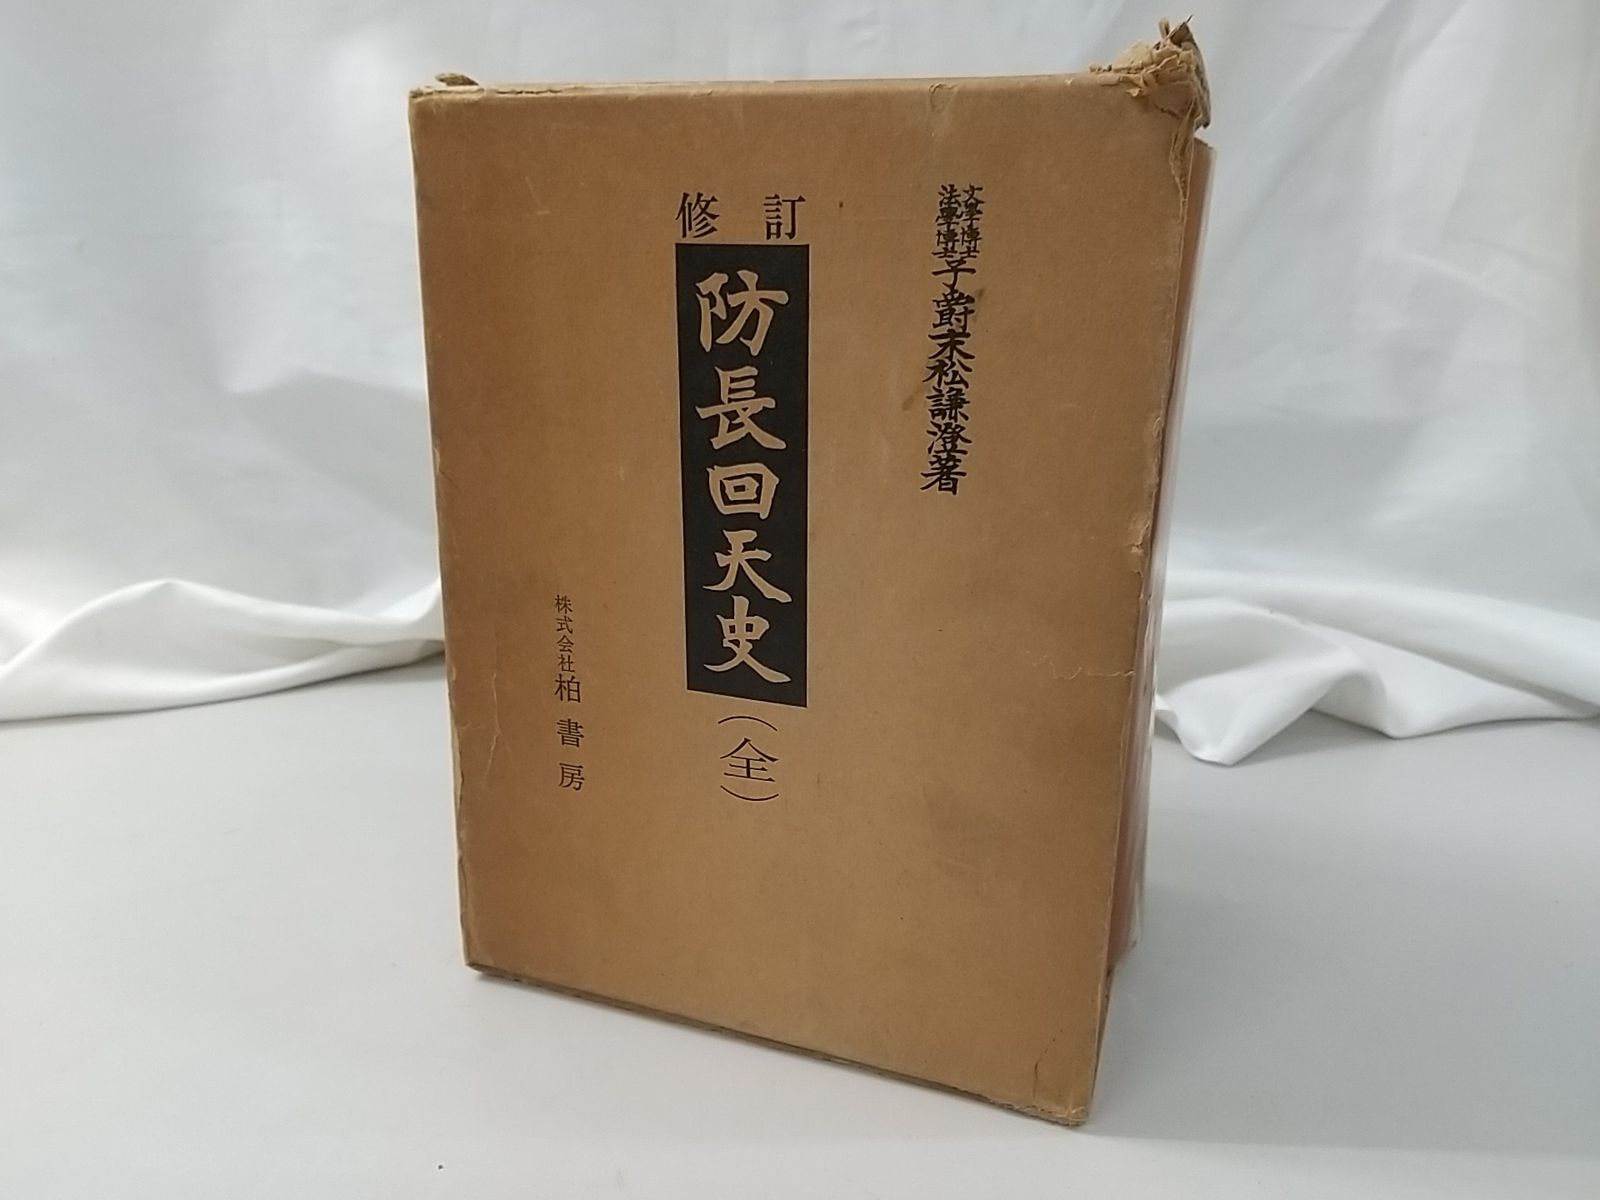 文學博士
法學博士
子爵末松謙澄著
修訂
防長回天史
(全)
株式会社柏書房